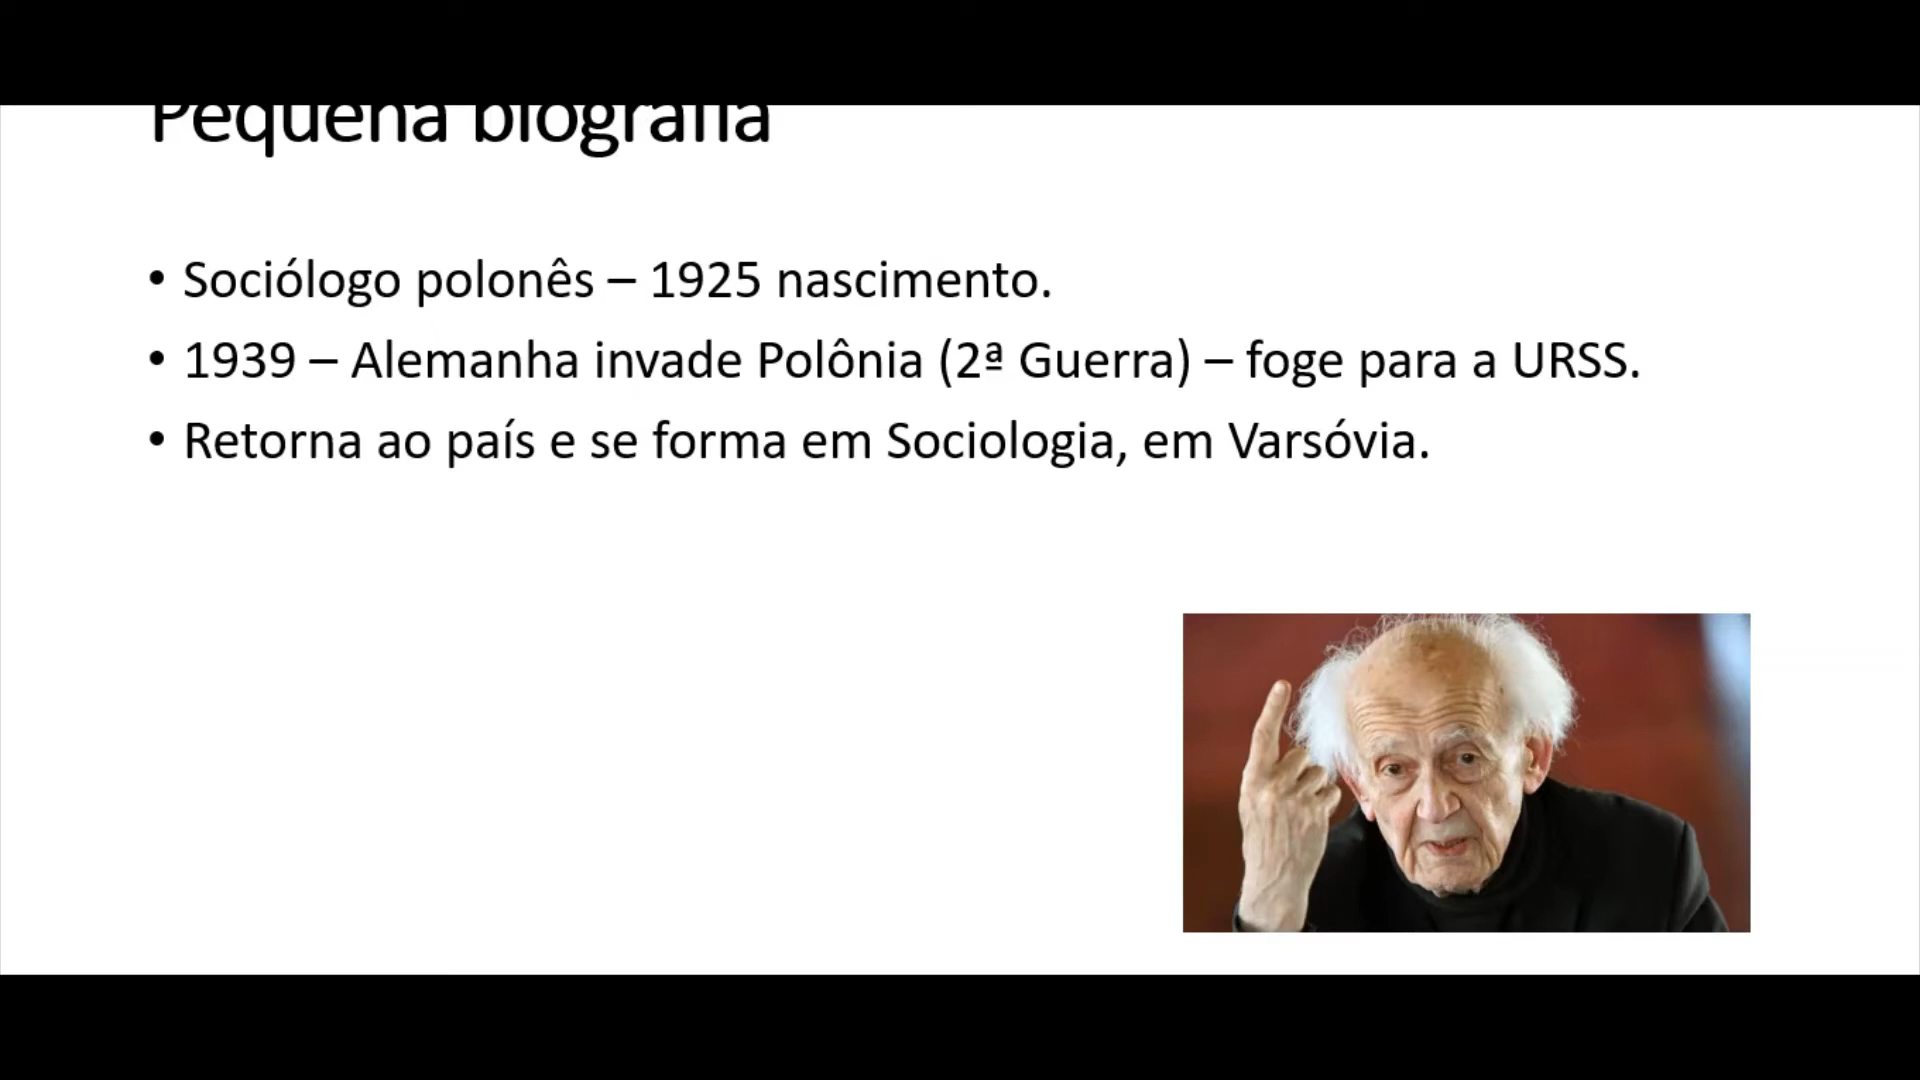 Pequena biografia
• Sociólogo polonês – 1925 nascimento.
• 1939 – Alemanha invade Polônia (2ª Guerra) – foge para a URSS.
• Retorna ao país e se forma em Sociologia, em Varsóvia.